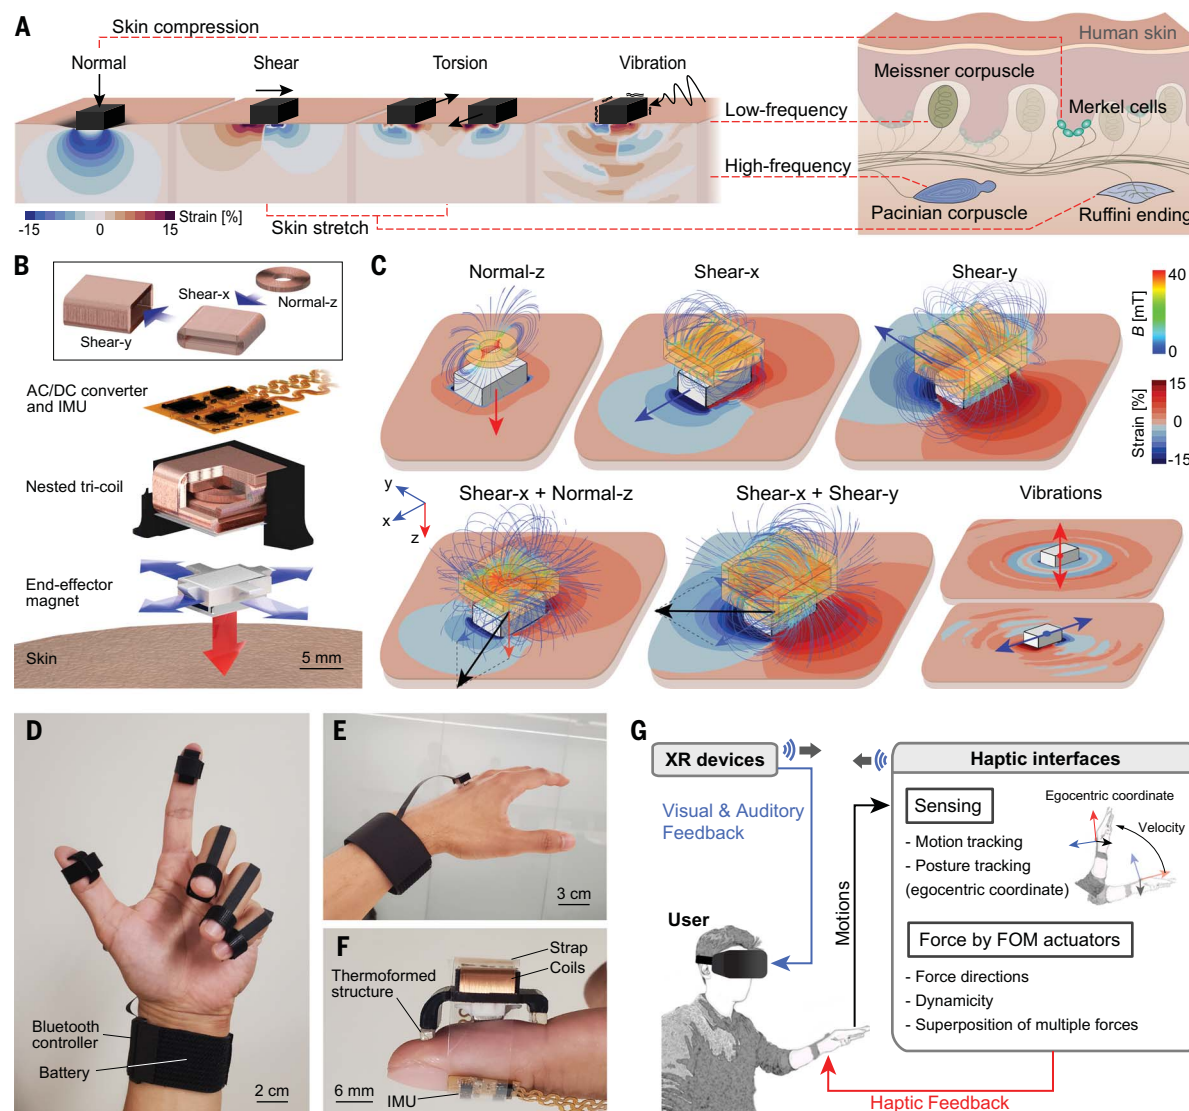 A
Skin compression
Normal
Shear
Torsion
Vibration
Low-frequency
High-frequency
Human skin
Meissner corpuscle
Merkel cells
Pacinian corpuscle
Ruffini ending
Strain [%]
-15
0
15
Skin stretch
B
Shear-y
Shear-x
Normal-z
AC/DC converter
and IMU
Nested tri-coil
End-effector
magnet
Skin
5 mm
C
Normal-z
Shear-x
Shear-y
40
B [mT]
0
15
Strain [%]
0
-15
y
x
z
Shear-x + Normal-z
Shear-x + Shear-y
Vibrations
D
Bluetooth
controller
Battery
2 cm
E
3 cm
F
Strap
Coils
Thermoformed
structure
6 mm
IMU
G
XR devices
Visual & Auditory
Feedback
User
Motions
Haptic interfaces
Sensing
- Motion tracking
- Posture tracking
(egocentric coordinate)
Egocentric coordinate
Velocity
Force by FOM actuators
- Force directions
- Dynamicity
- Superposition of multiple forces
Haptic Feedback